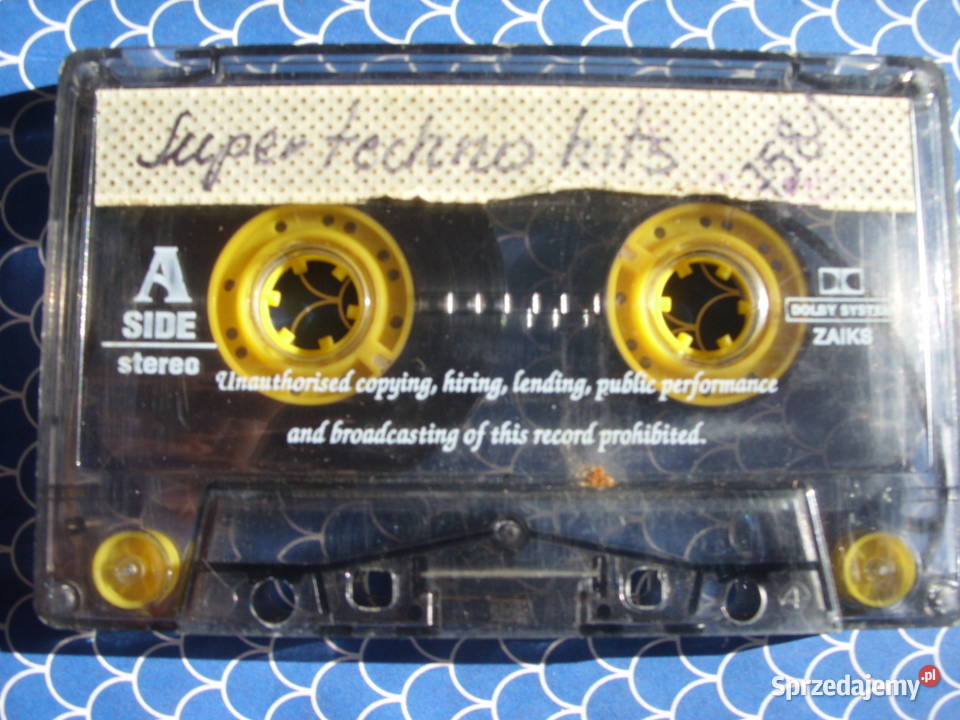 Super techno hits
A
SIDE
stereo
DOLBY SYSTEM
ZAIKS
Unauthorised copying, hiring, lending, public performance
and broadcasting of this record prohibited.
4
Sprzedajemy.pl